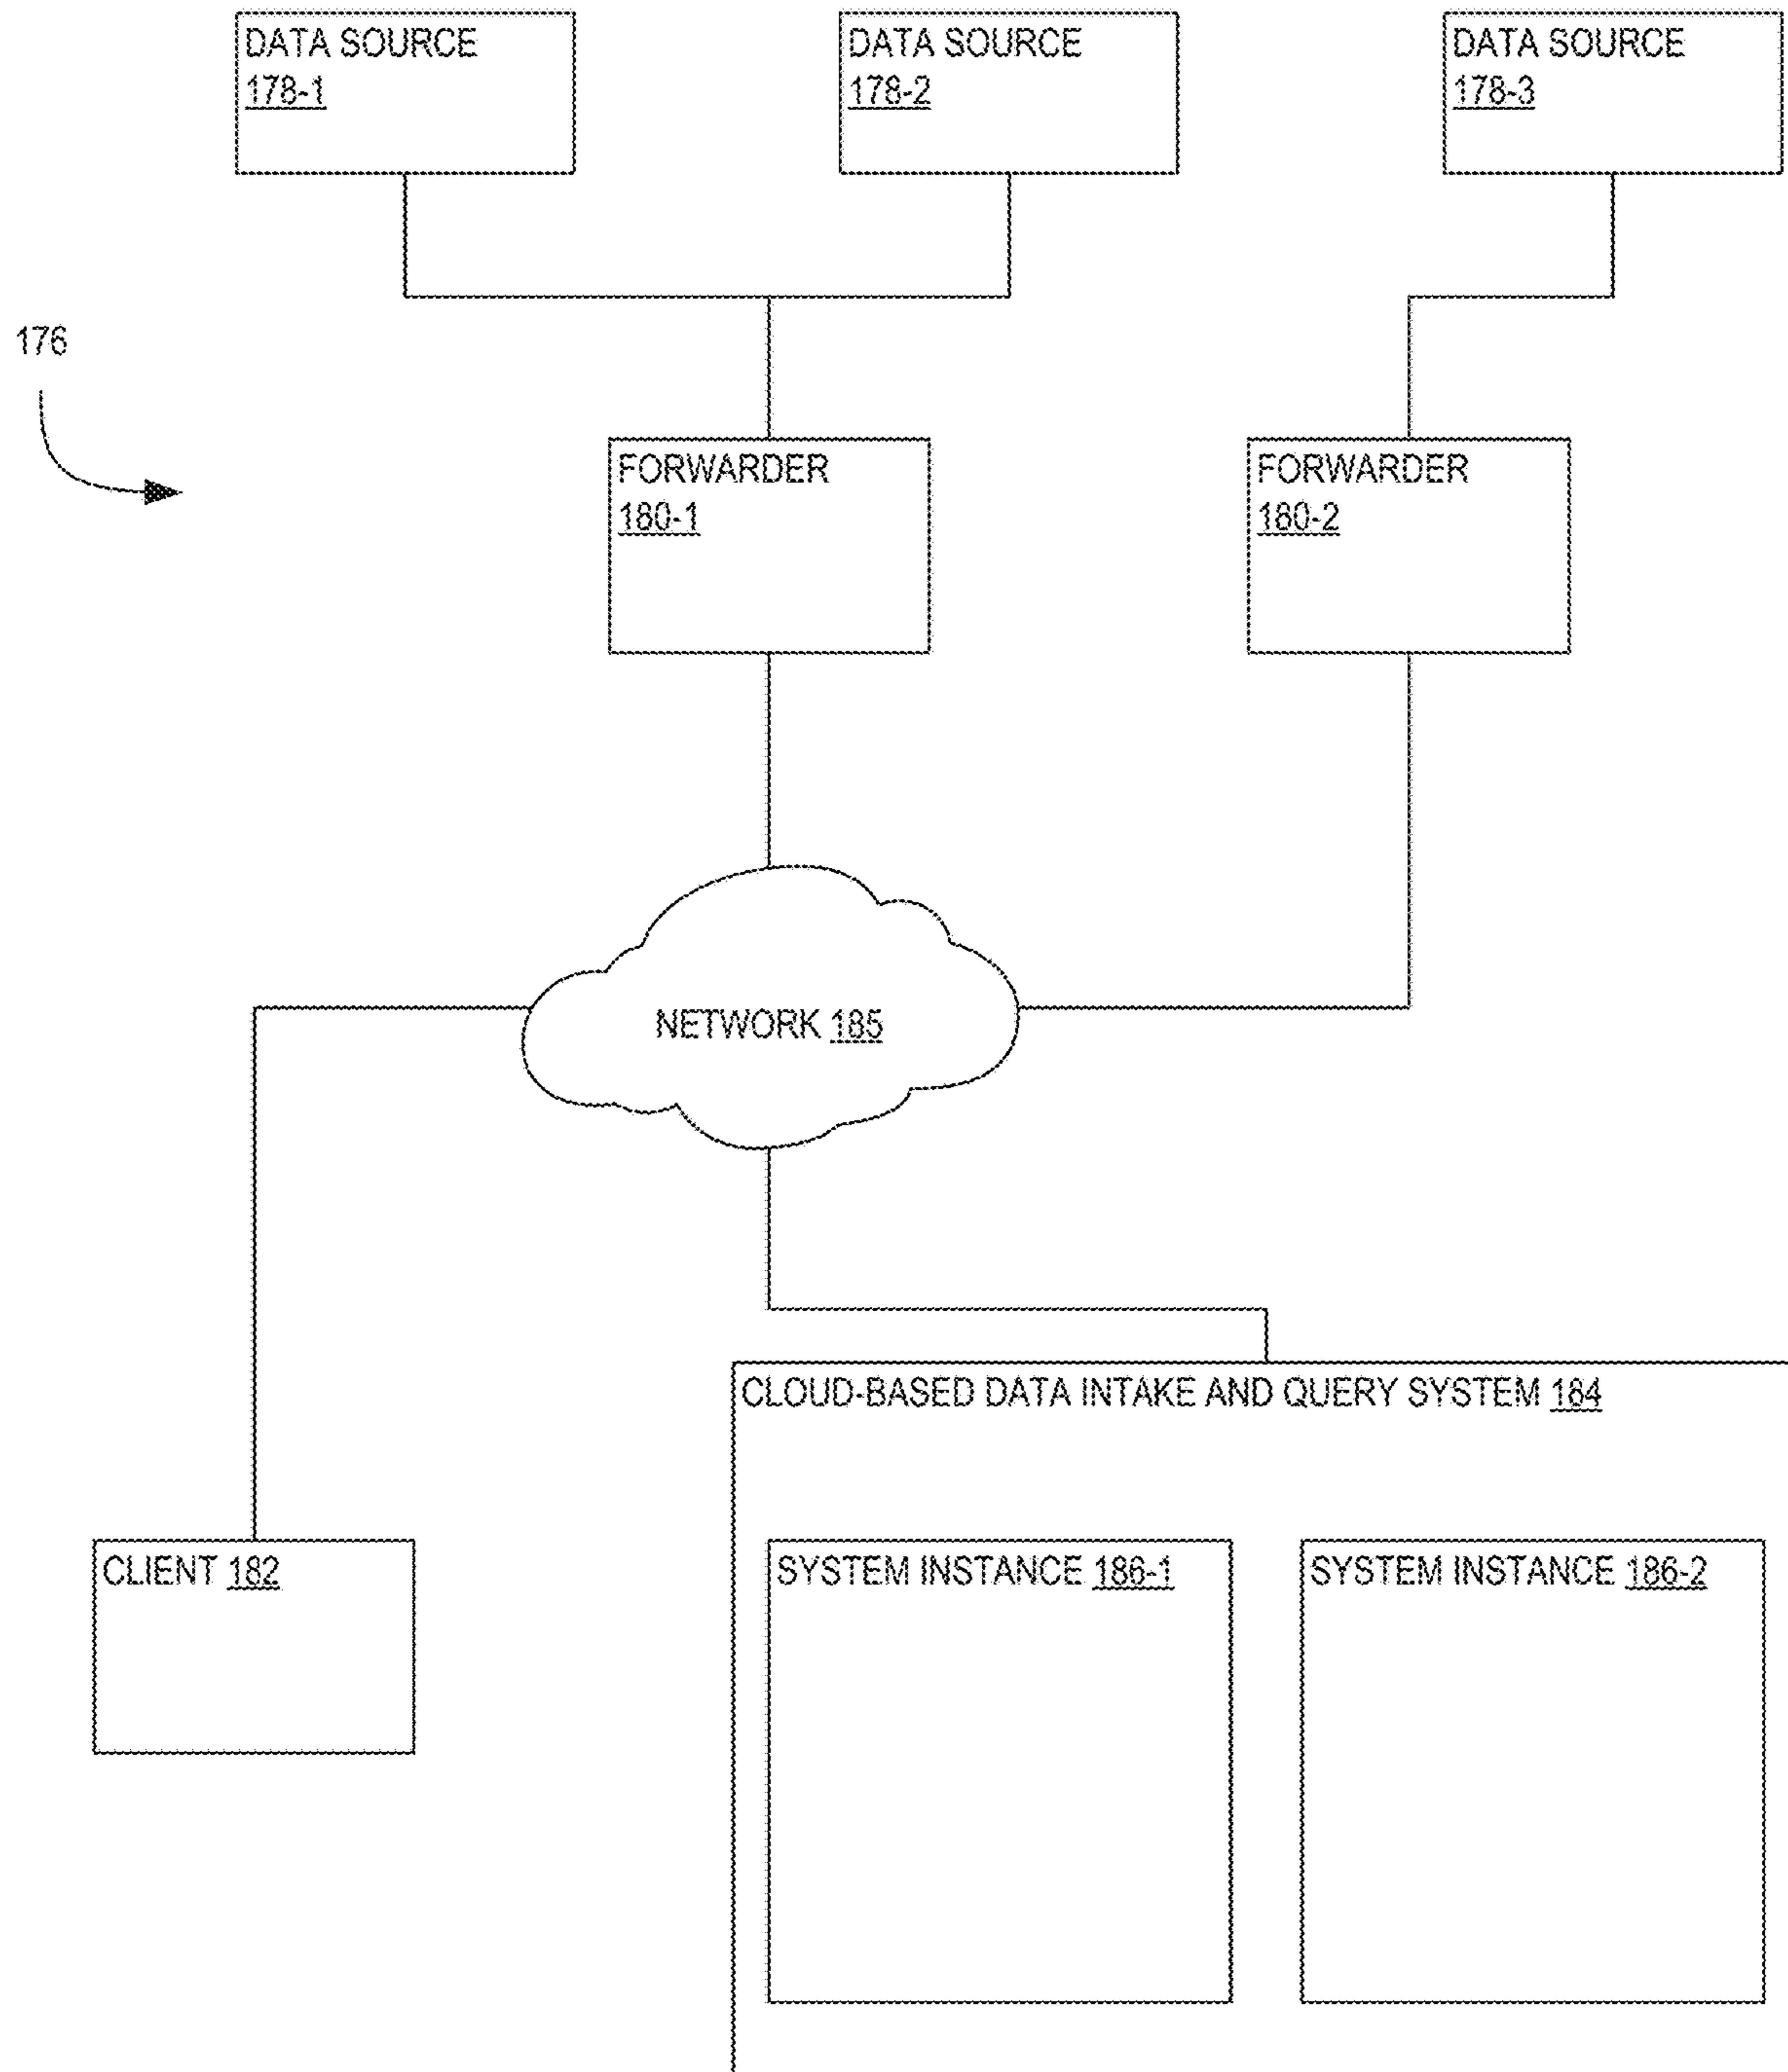 DATA SOURCE
178-1
DATA SOURCE
178-2
DATA SOURCE
178-3
176
FORWARDER
180-1
FORWARDER
180-2
NETWORK 185
CLOUD-BASED DATA INTAKE AND QUERY SYSTEM 184
CLIENT 182
SYSTEM INSTANCE 186-1
SYSTEM INSTANCE 186-2